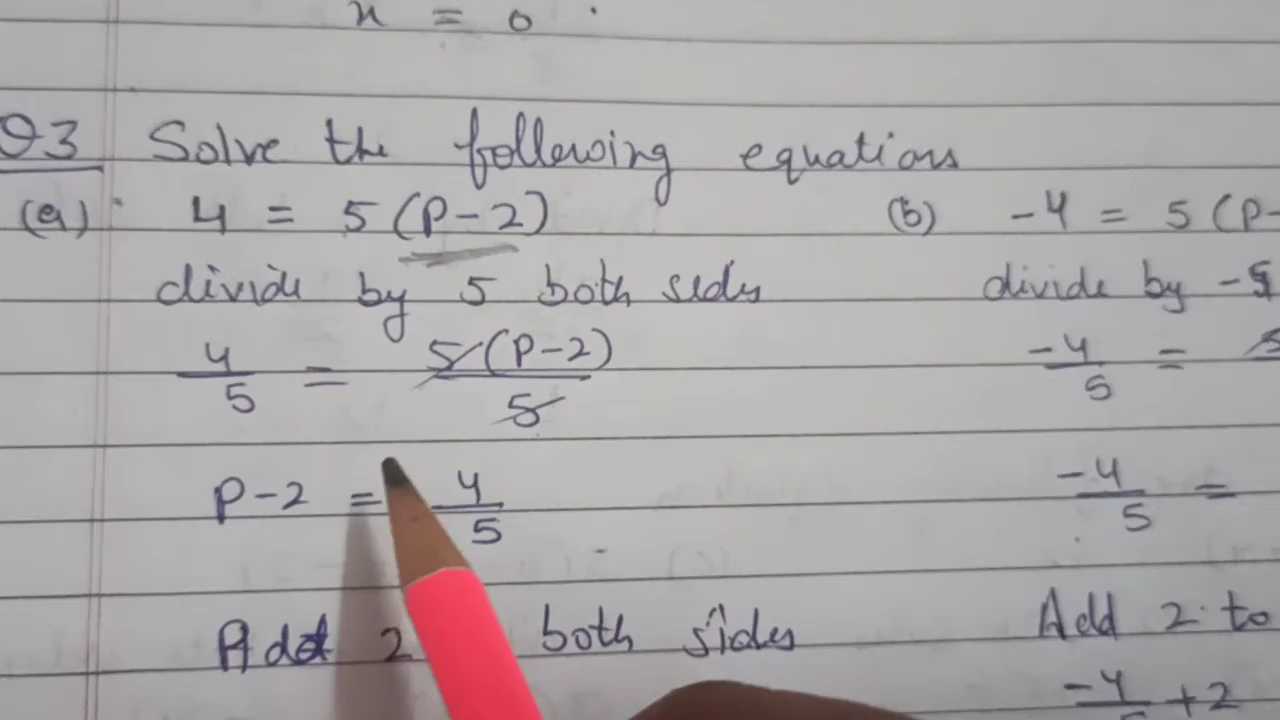 x = 0
Q3 Solve the following equations
(a) 4 = 5 (P-2)
divide by 5 both sides
4/5 = 5(P-2)/5
P-2 = 4/5
Add 2 both sides
(b) -4 = 5 (P-
divide by -5
-4/5 = 5
-4/5 =
Add 2 to
-4/5 +2